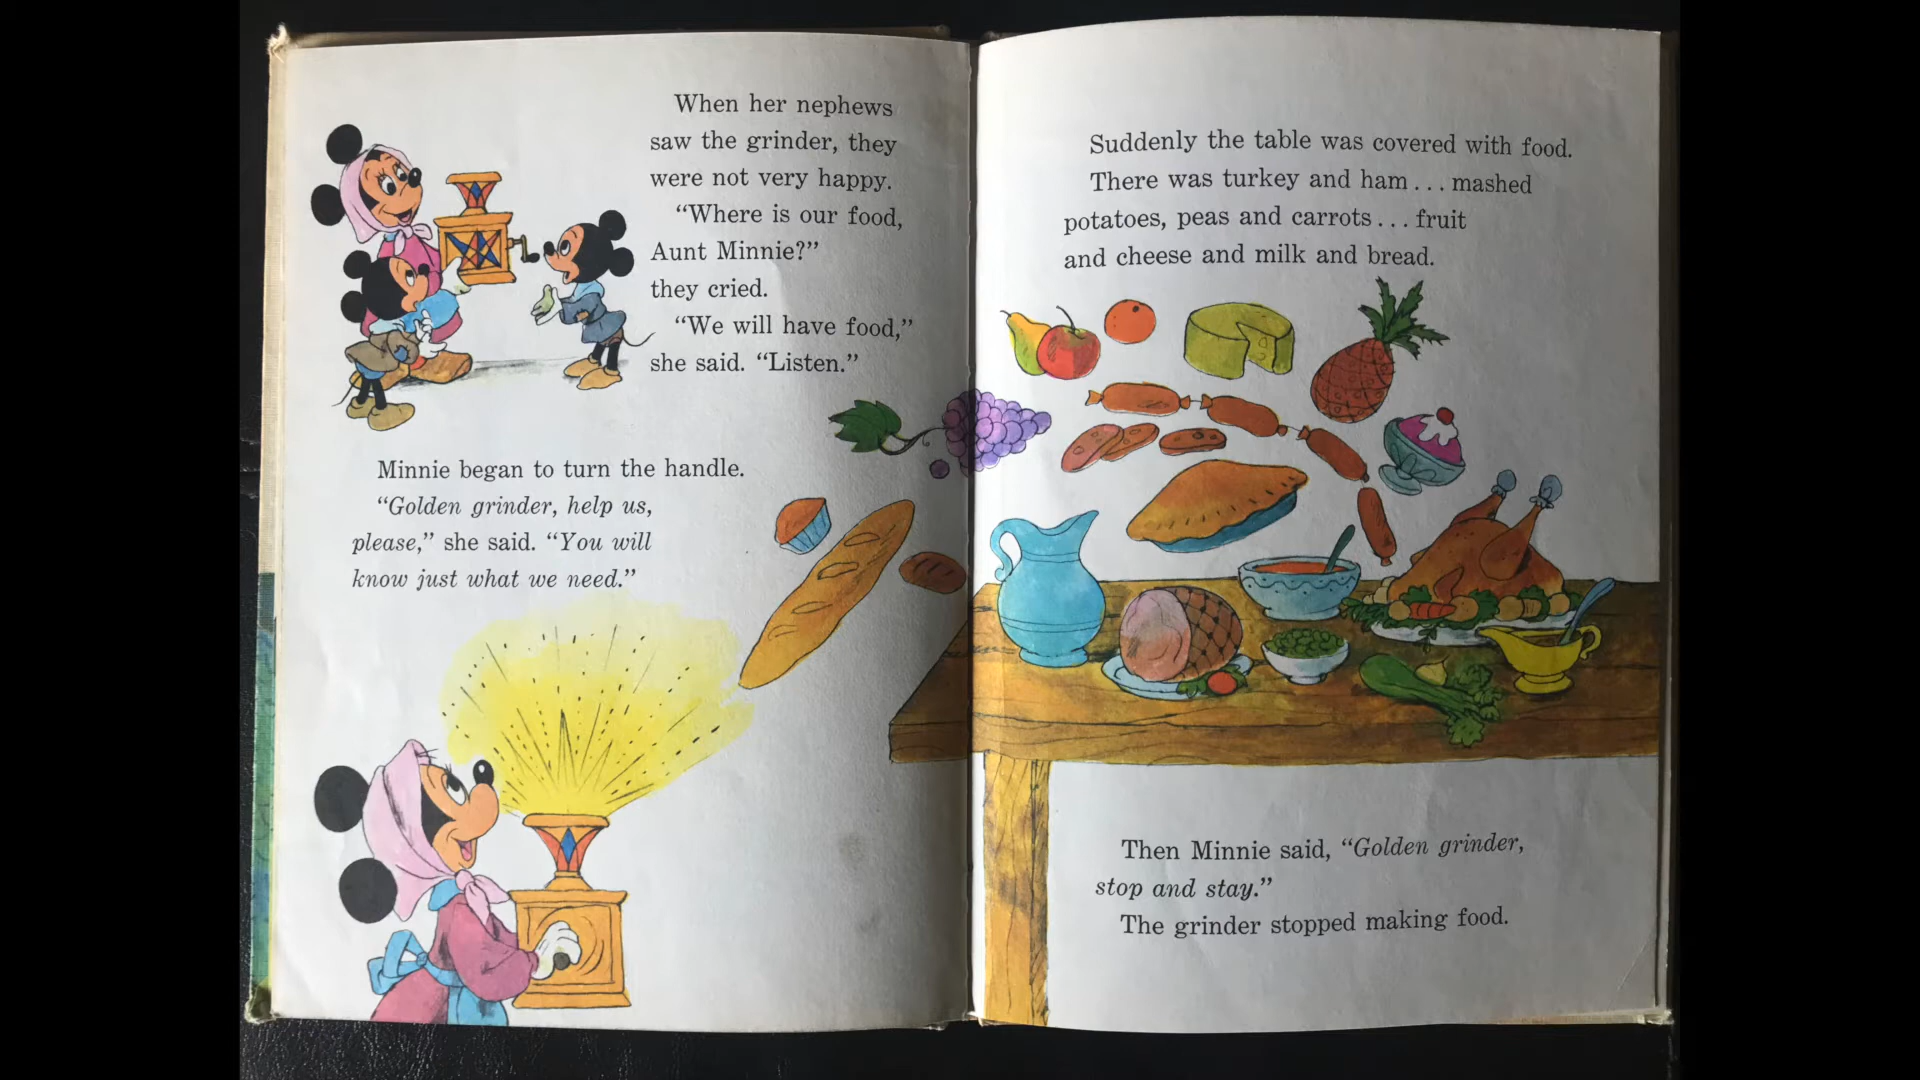 When her nephews
saw the grinder, they
were not very happy.
“Where is our food,
Aunt Minnie?”
they cried.
“We will have food,”
she said. “Listen.”
Minnie began to turn the handle.
“Golden grinder, help us,
please,” she said. “You will
know just what we need.”
Suddenly the table was covered with food.
There was turkey and ham . . . mashed
potatoes, peas and carrots . . . fruit
and cheese and milk and bread.
Then Minnie said, “Golden grinder,
stop and stay.”
The grinder stopped making food.